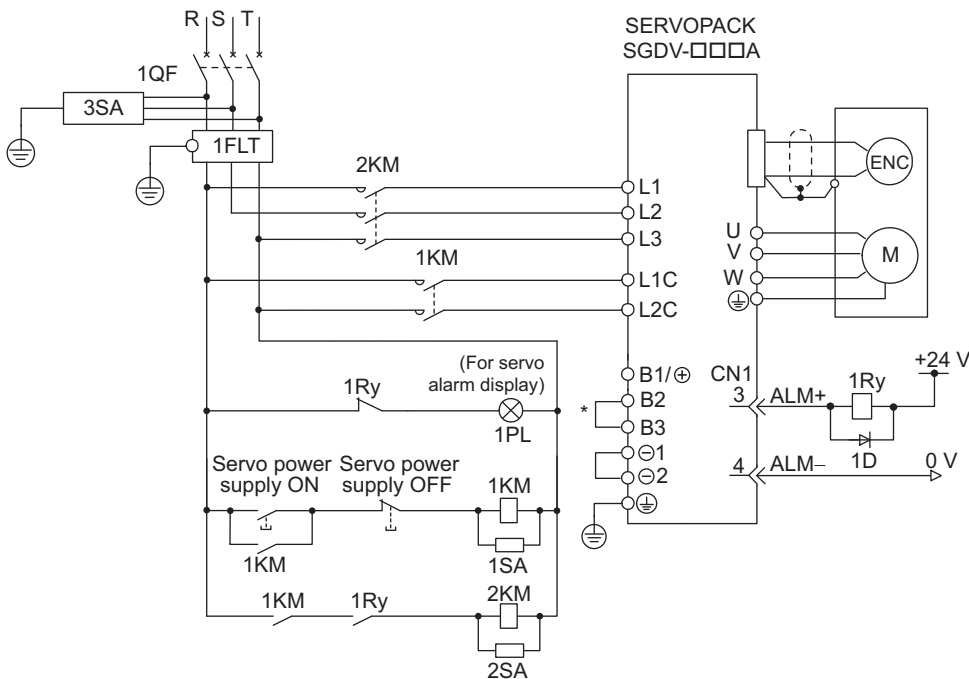 R S T
SERVOPACK
SGDV-□□□A
1QF
3SA
1FLT
2KM
ENC
L1
L2
L3
U
V
W
M
1KM
L1C
L2C
(For servo
alarm display)
+24 V
1Ry
B1/⊕
CN1
1Ry
3
ALM+
B2
*
1PL
B3
1D
Servo power
supply ON
Servo power
supply OFF
1KM
⊖1
4
ALM−
0 V
⊖2
1KM
1SA
1KM
1Ry
2KM
2SA